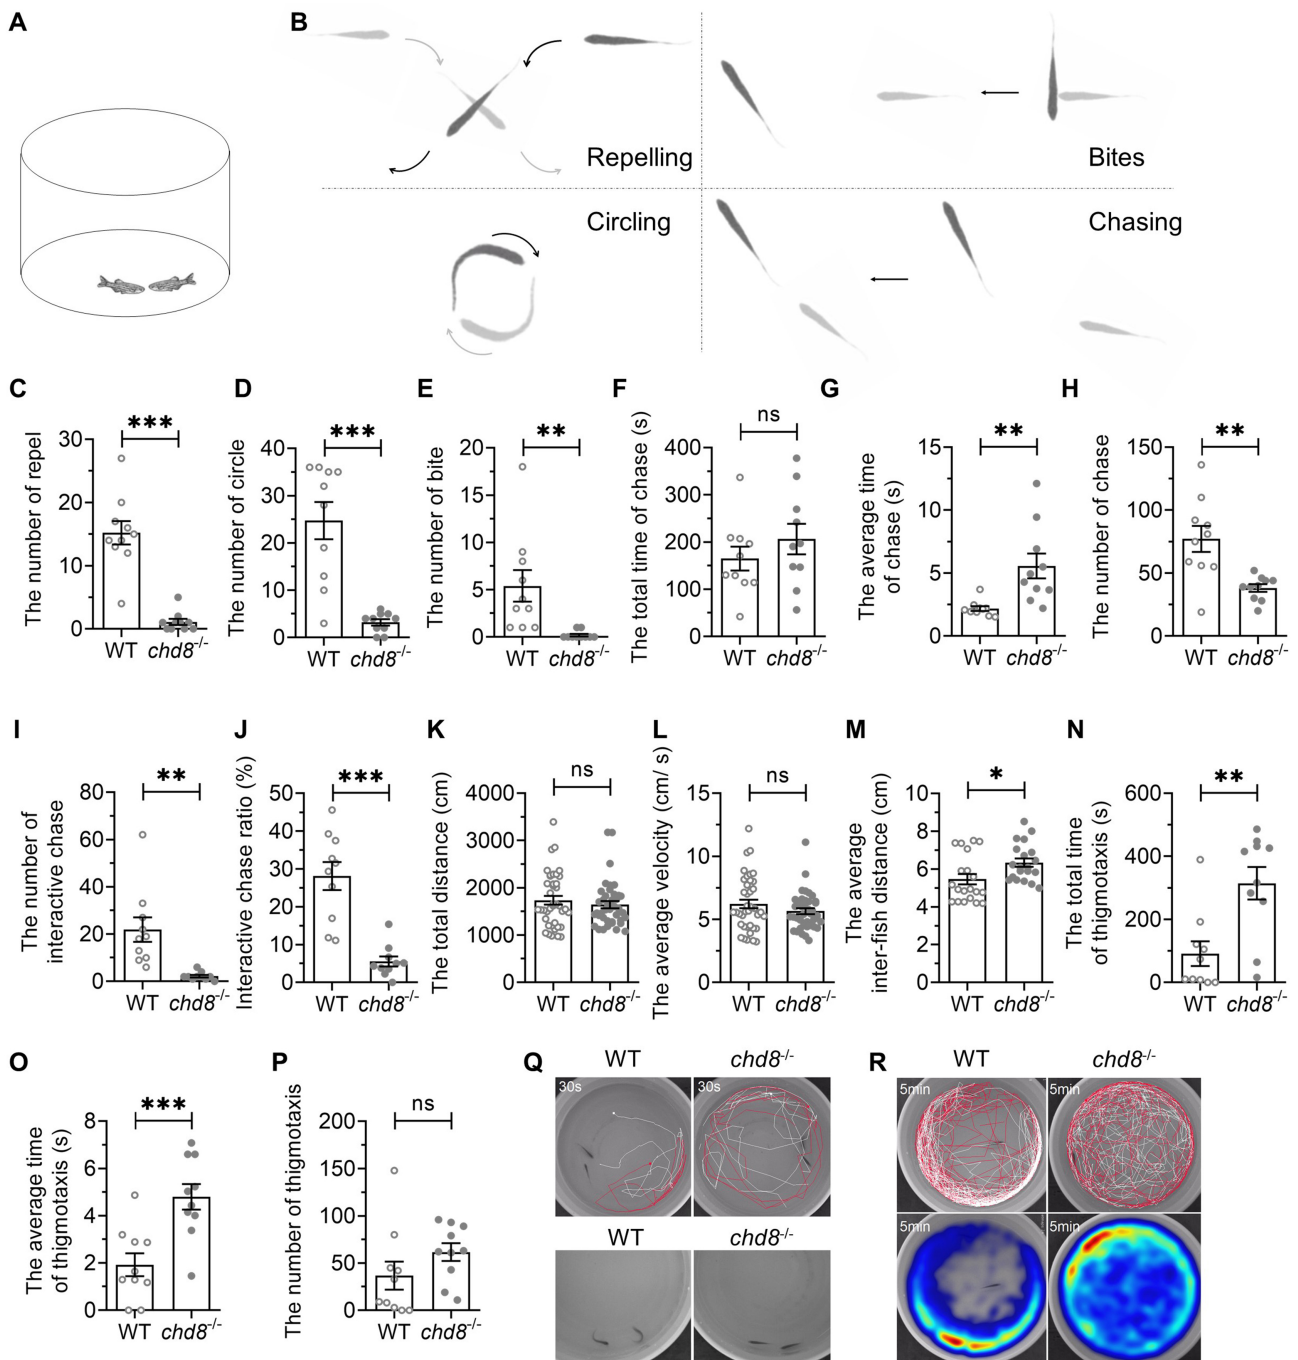 A
B
Repelling
Bites
Circling
Chasing
C
The number of repel
30
20
10
0
***
WT
chd8-/-
D
The number of circle
40
30
20
10
0
***
WT
chd8-/-
E
The number of bite
20
15
10
5
0
**
WT
chd8-/-
F
The total time of chase (s)
400
300
200
100
0
ns
WT
chd8-/-
G
The average time
of chase (s)
15
10
5
0
**
WT
chd8-/-
H
The number of chase
150
100
50
0
**
WT
chd8-/-
I
The number of
interactive chase
80
60
40
20
0
**
WT
chd8-/-
J
Interactive chase ratio (%)
50
40
30
20
10
0
***
WT
chd8-/-
K
The total distance (cm)
4000
3000
2000
1000
0
ns
WT
chd8-/-
L
The average velocity (cm/ s)
15
10
5
0
ns
WT
chd8-/-
M
The average
inter-fish distance (cm)
10
8
6
4
2
0
*
WT
chd8-/-
N
The total time
of thigmotaxis (s)
600
400
200
0
**
WT
chd8-/-
O
The average time
of thigmotaxis (s)
8
6
4
2
0
***
WT
chd8-/-
P
The number of thigmotaxis
200
150
100
50
0
ns
WT
chd8-/-
Q
WT
chd8-/-
30s
30s
WT
chd8-/-
R
WT
chd8-/-
5min
5min
5min
5min